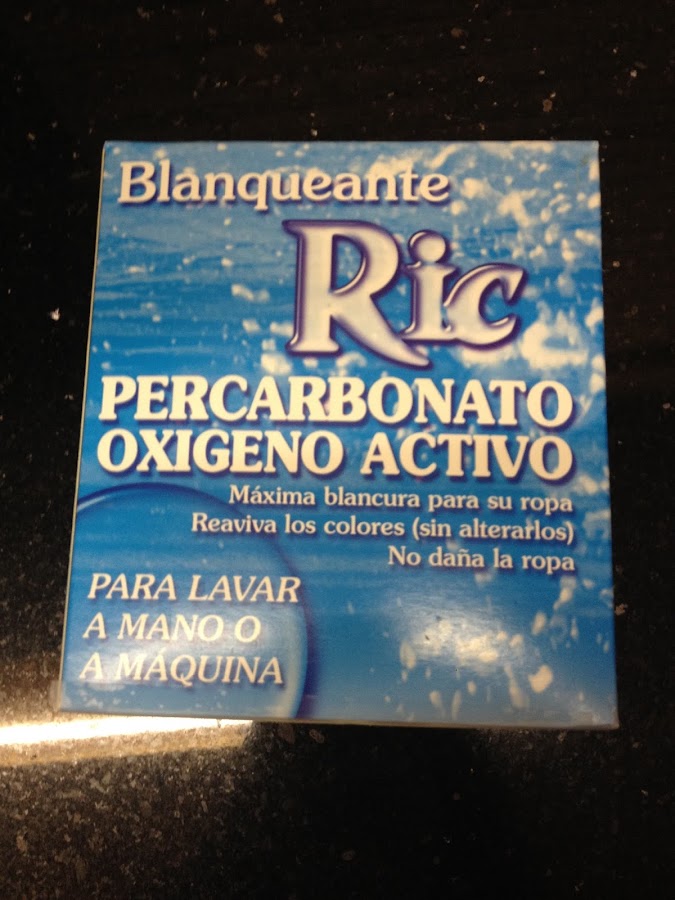 Blanqueante
Ric
PERCARBONATO
OXIGENO ACTIVO
Máxima blancura para su ropa
Reaviva los colores (sin alterarlos)
No daña la ropa
PARA LAVAR
A MANO O
A MÁQUINA